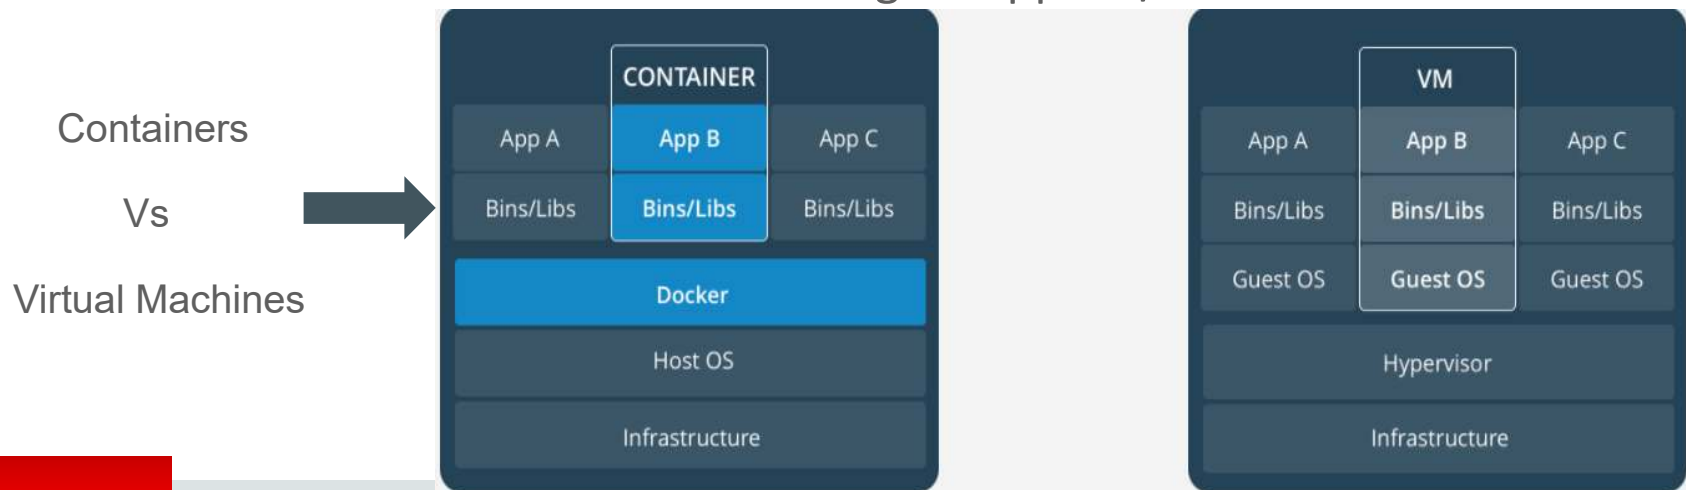 Containers
Vs
Virtual Machines
CONTAINER
App A App B App C
Bins/Libs Bins/Libs Bins/Libs
Docker
Host OS
Infrastructure
VM
App A App B App C
Bins/Libs Bins/Libs Bins/Libs
Guest OS Guest OS Guest OS
Hypervisor
Infrastructure